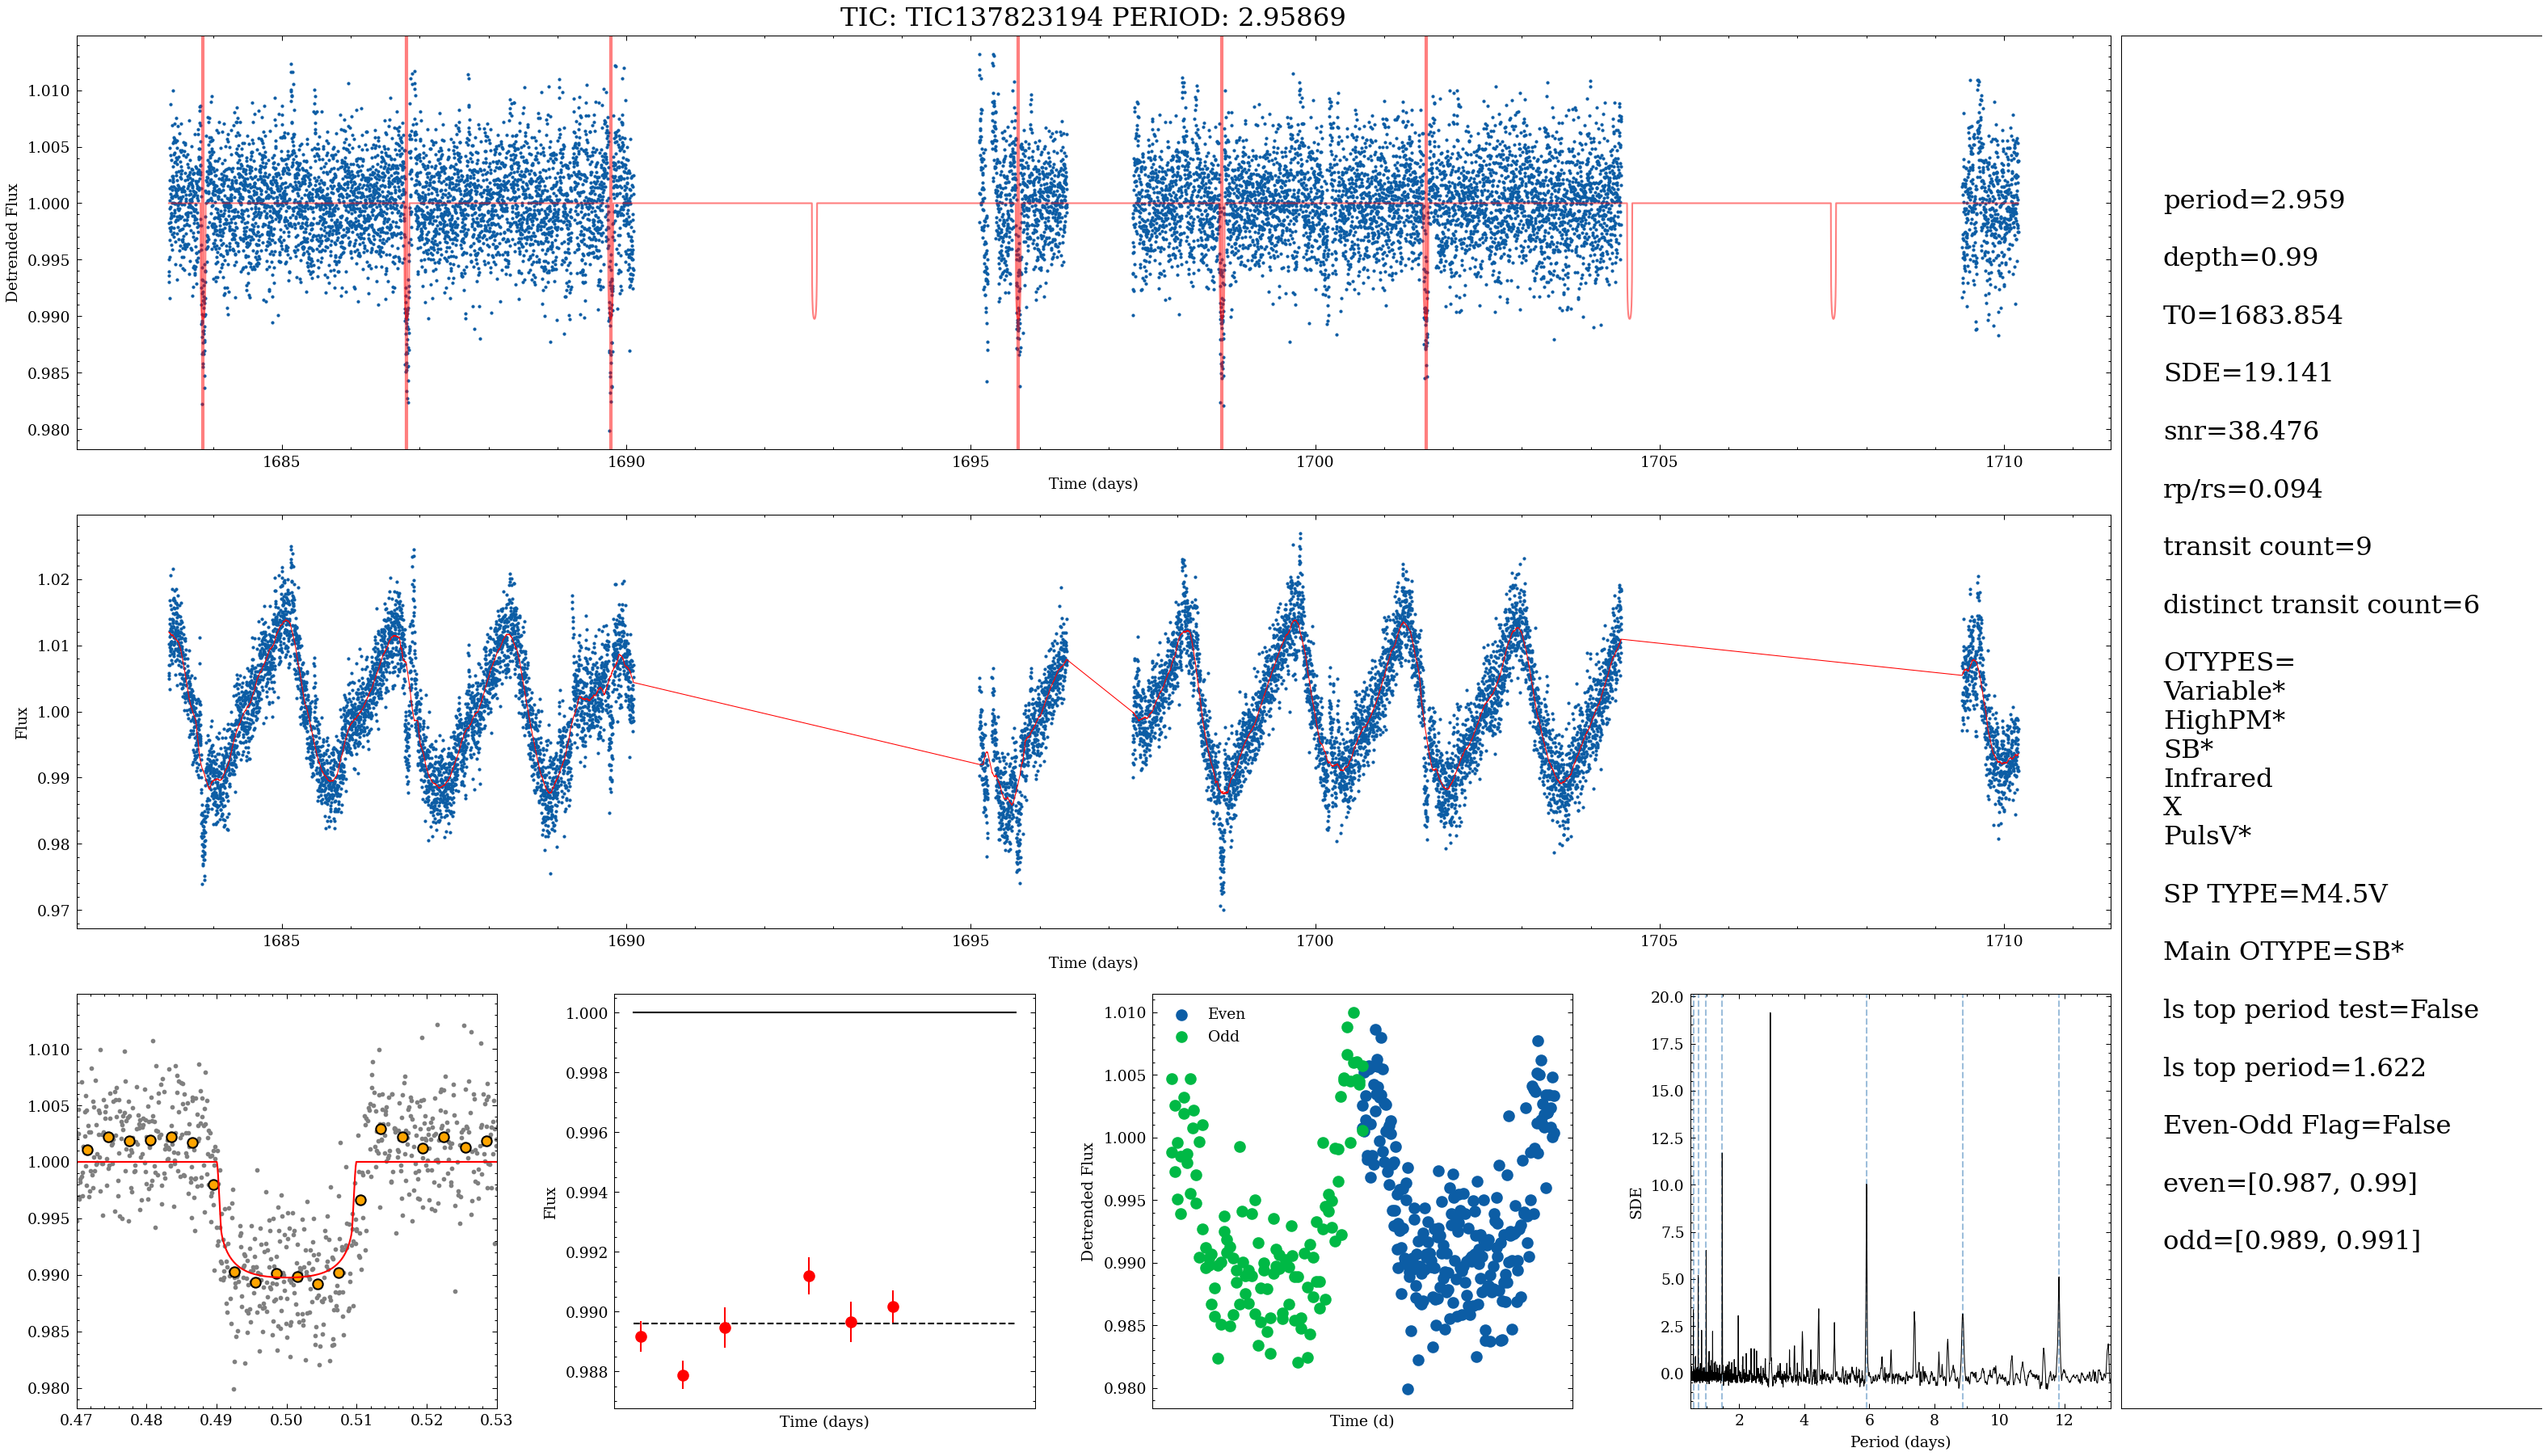 TIC: TIC137823194 PERIOD: 2.95869
1.010
1.005
1.000
0.995
0.990
0.985
0.980
Detrended Flux
1685
1690
1695
1700
1705
1710
Time (days)
1.02
1.01
1.00
0.99
0.98
0.97
Flux
1685
1690
1695
1700
1705
1710
Time (days)
1.010
1.005
1.000
0.995
0.990
0.985
0.980
0.47
0.48
0.49
0.50
0.51
0.52
0.53
1.000
0.998
0.996
0.994
0.992
0.990
0.988
Flux
Time (days)
Even
Odd
1.010
1.005
1.000
0.995
0.990
0.985
0.980
Detrended Flux
Time (d)
20.0
17.5
15.0
12.5
10.0
7.5
5.0
2.5
0.0
SDE
2
4
6
8
10
12
Period (days)
period=2.959
depth=0.99
T0=1683.854
SDE=19.141
snr=38.476
rp/rs=0.094
transit count=9
distinct transit count=6
OTYPES=
Variable*
HighPM*
SB*
Infrared
X
PulsV*
SP TYPE=M4.5V
Main OTYPE=SB*
ls top period test=False
ls top period=1.622
Even-Odd Flag=False
even=[0.987, 0.99]
odd=[0.989, 0.991]